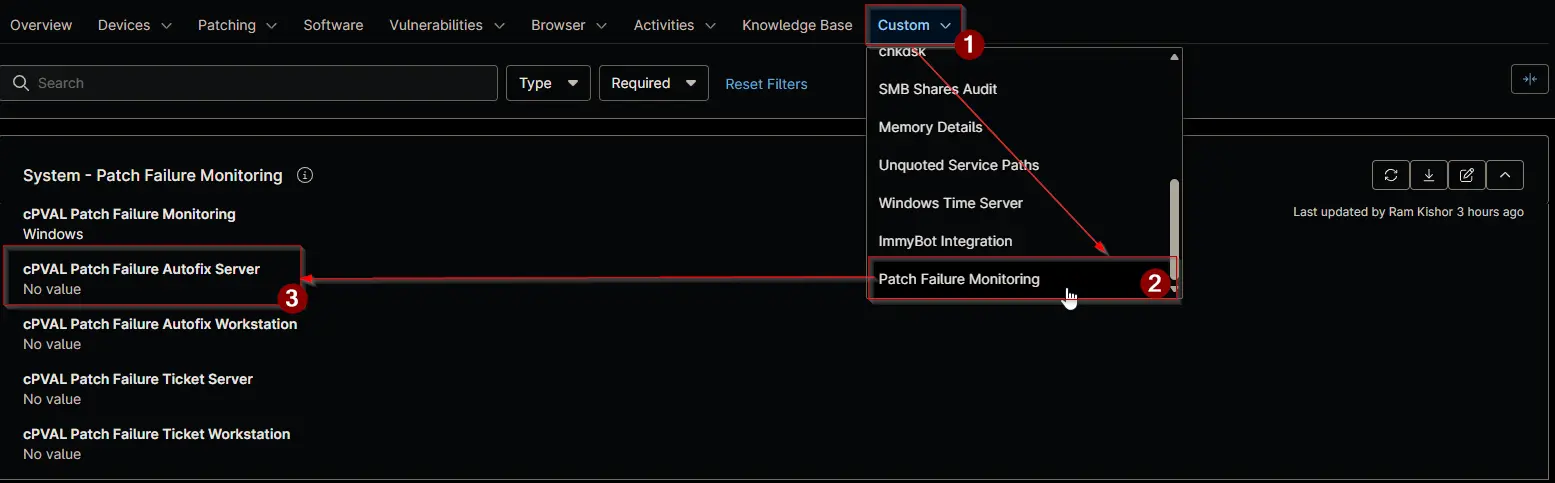 Overview Devices Patching Software Vulnerabilities Browser Activities Knowledge Base Custom
1
Search Type Required Reset Filters
chkdsk
SMB Shares Audit
Memory Details
Unquoted Service Paths
Windows Time Server
ImmyBot Integration
Patch Failure Monitoring
2
System - Patch Failure Monitoring
Last updated by Ram Kishor 3 hours ago
cPVAL Patch Failure Monitoring
Windows
cPVAL Patch Failure Autofix Server
No value
3
cPVAL Patch Failure Autofix Workstation
No value
cPVAL Patch Failure Ticket Server
No value
cPVAL Patch Failure Ticket Workstation
No value